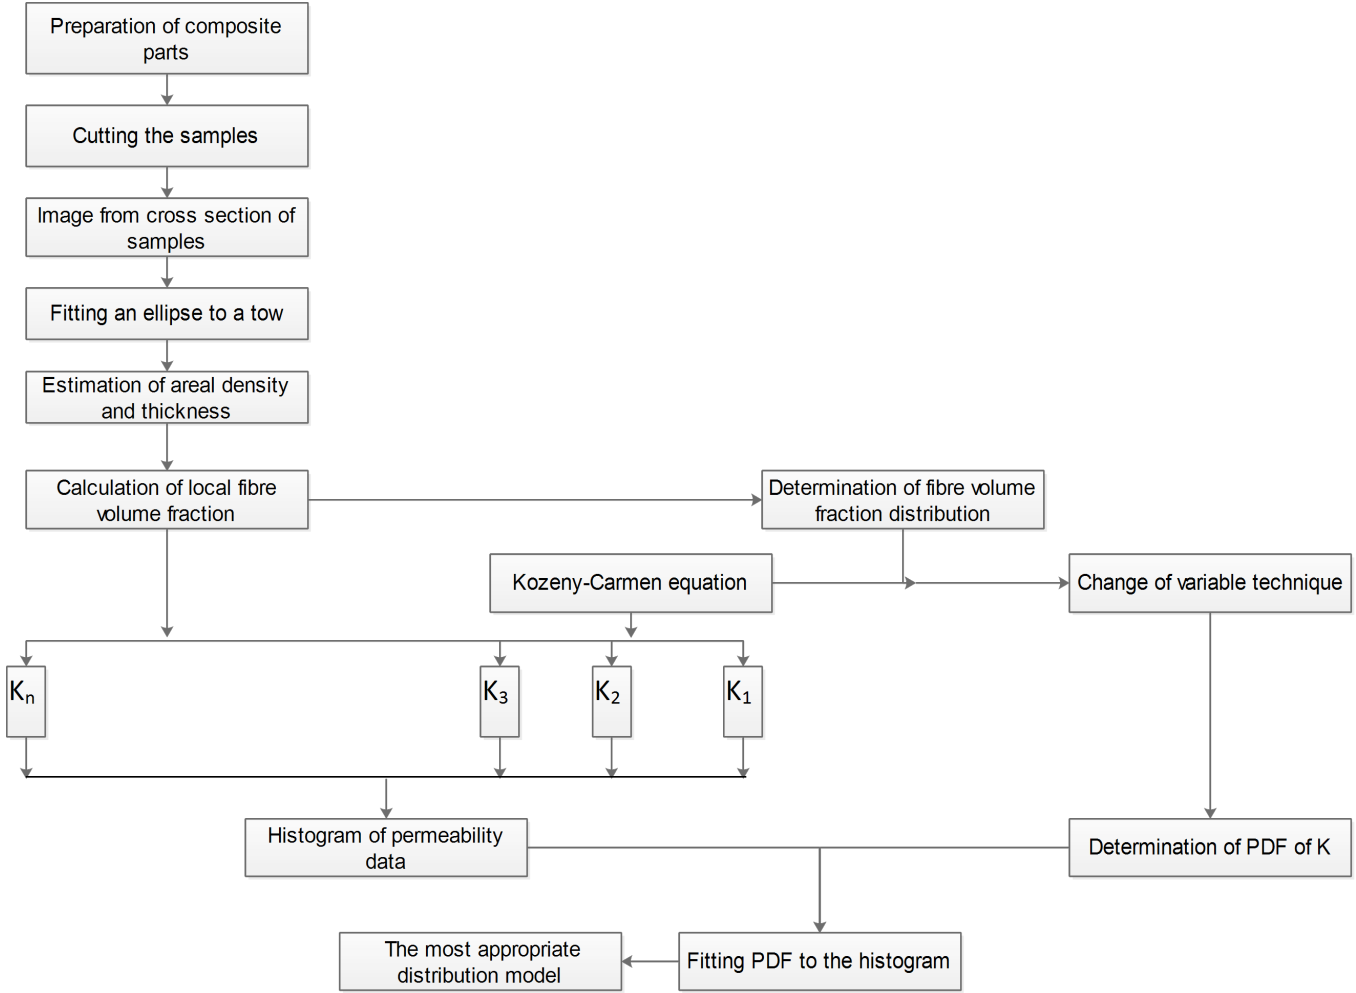 Preparation of composite
parts
Cutting the samples
Image from cross section of
samples
Fitting an ellipse to a tow
Estimation of areal density
and thickness
Calculation of local fibre
volume fraction
Determination of fibre volume
fraction distribution
Kozeny-Carmen equation
Change of variable technique
Kn
K3
K2
K1
Histogram of permeability
data
Determination of PDF of K
The most appropriate
distribution model
Fitting PDF to the histogram